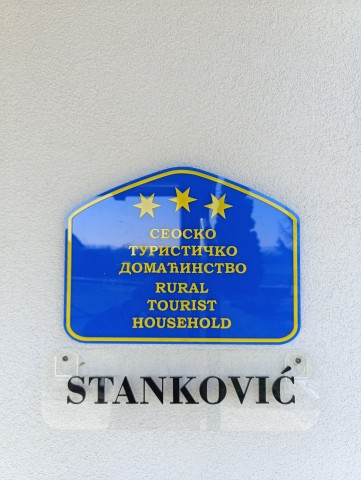 СЕОСКО
ТУРИСТИЧКО
ДОМАЋИНСТВО
RURAL
TOURIST
HOUSEHOLD
STANKOVIĆ